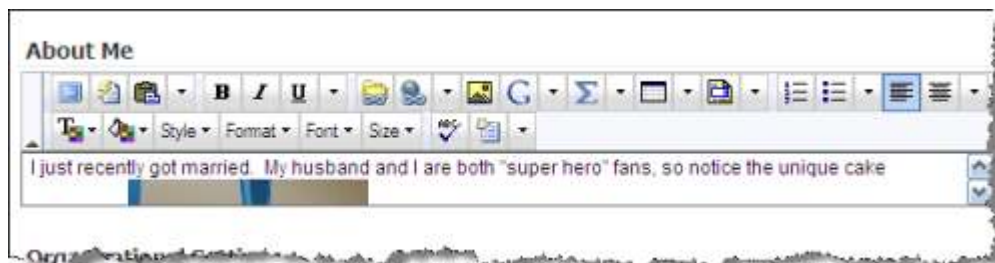 About Me
B I U
Style Format Font Size ABC
I just recently got married. My husband and I are both "super hero" fans, so notice the unique cake